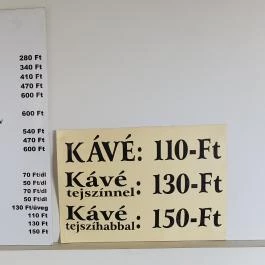 280 Ft
340 Ft
410 Ft
470 Ft
600 Ft
600 Ft
540 Ft
470 Ft
600 Ft
70 Ft/dl
50 Ft/dl
70 Ft/dl
50 Ft/dl
130 Ft/üveg
110 Ft
130 Ft
150 Ft
KÁVÉ: 110-Ft
Kávé
tejszínnel: 130-Ft
Kávé
tejszíhabbal: 150-Ft